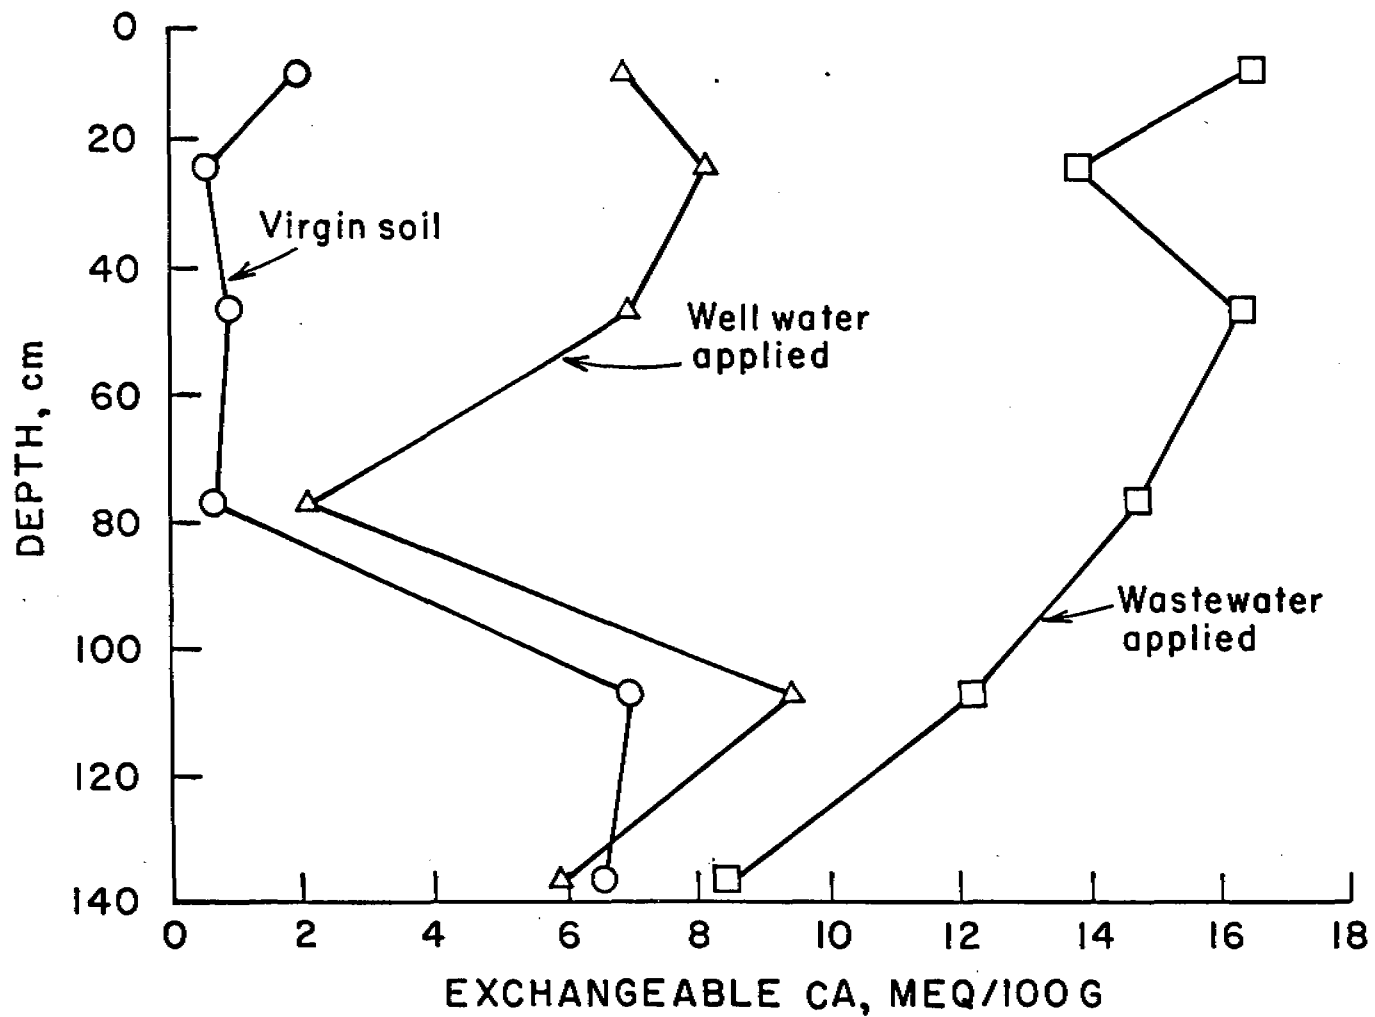 0
20
Virgin soil
40
Well water
applied
60
DEPTH, cm
80
Wastewater
applied
100
120
140
0 2 4 6 8 10 12 14 16 18
EXCHANGEABLE CA, MEQ/100 G